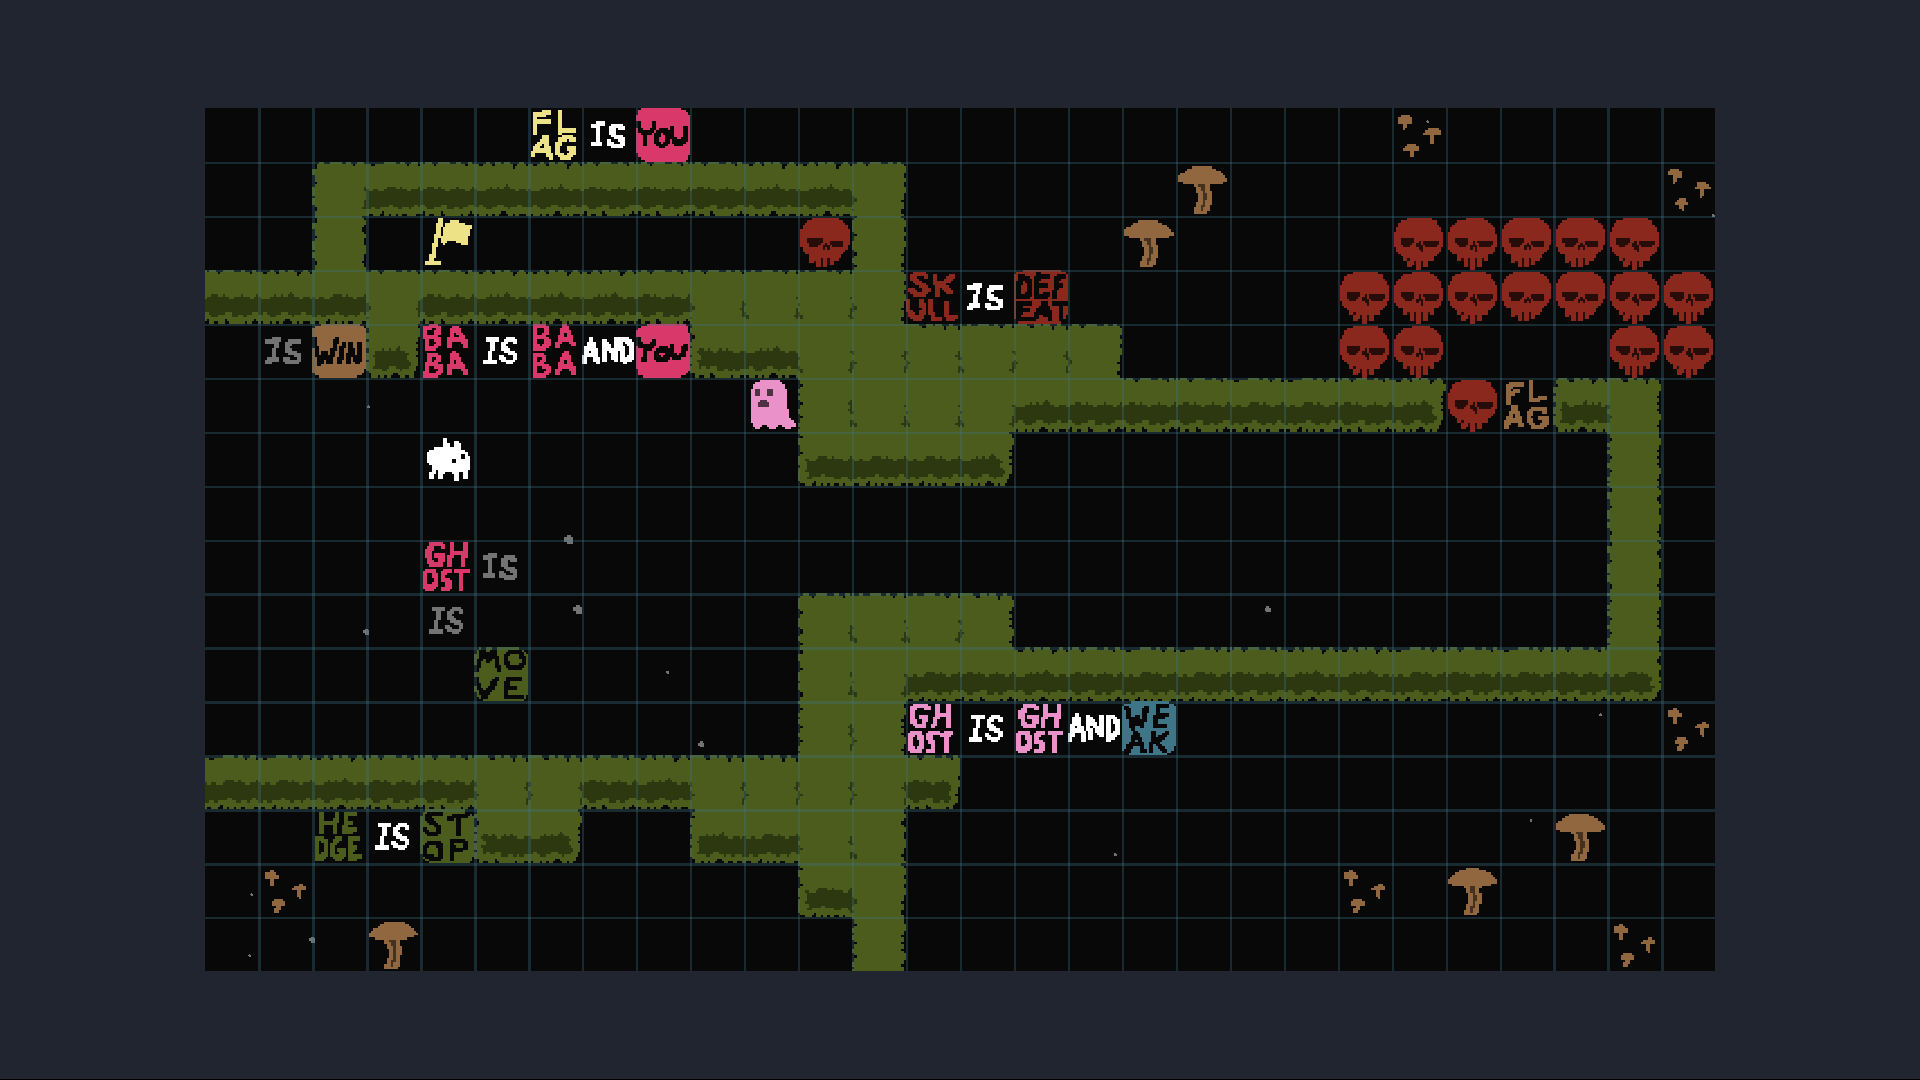 FLAG IS YOU
SKULL IS DEFEAT
IS WIN BABA IS BABA AND YOU
FLAG
GHOST IS
IS
MOVE
GHOST IS GHOST AND WEAK
HEDGE IS STOP